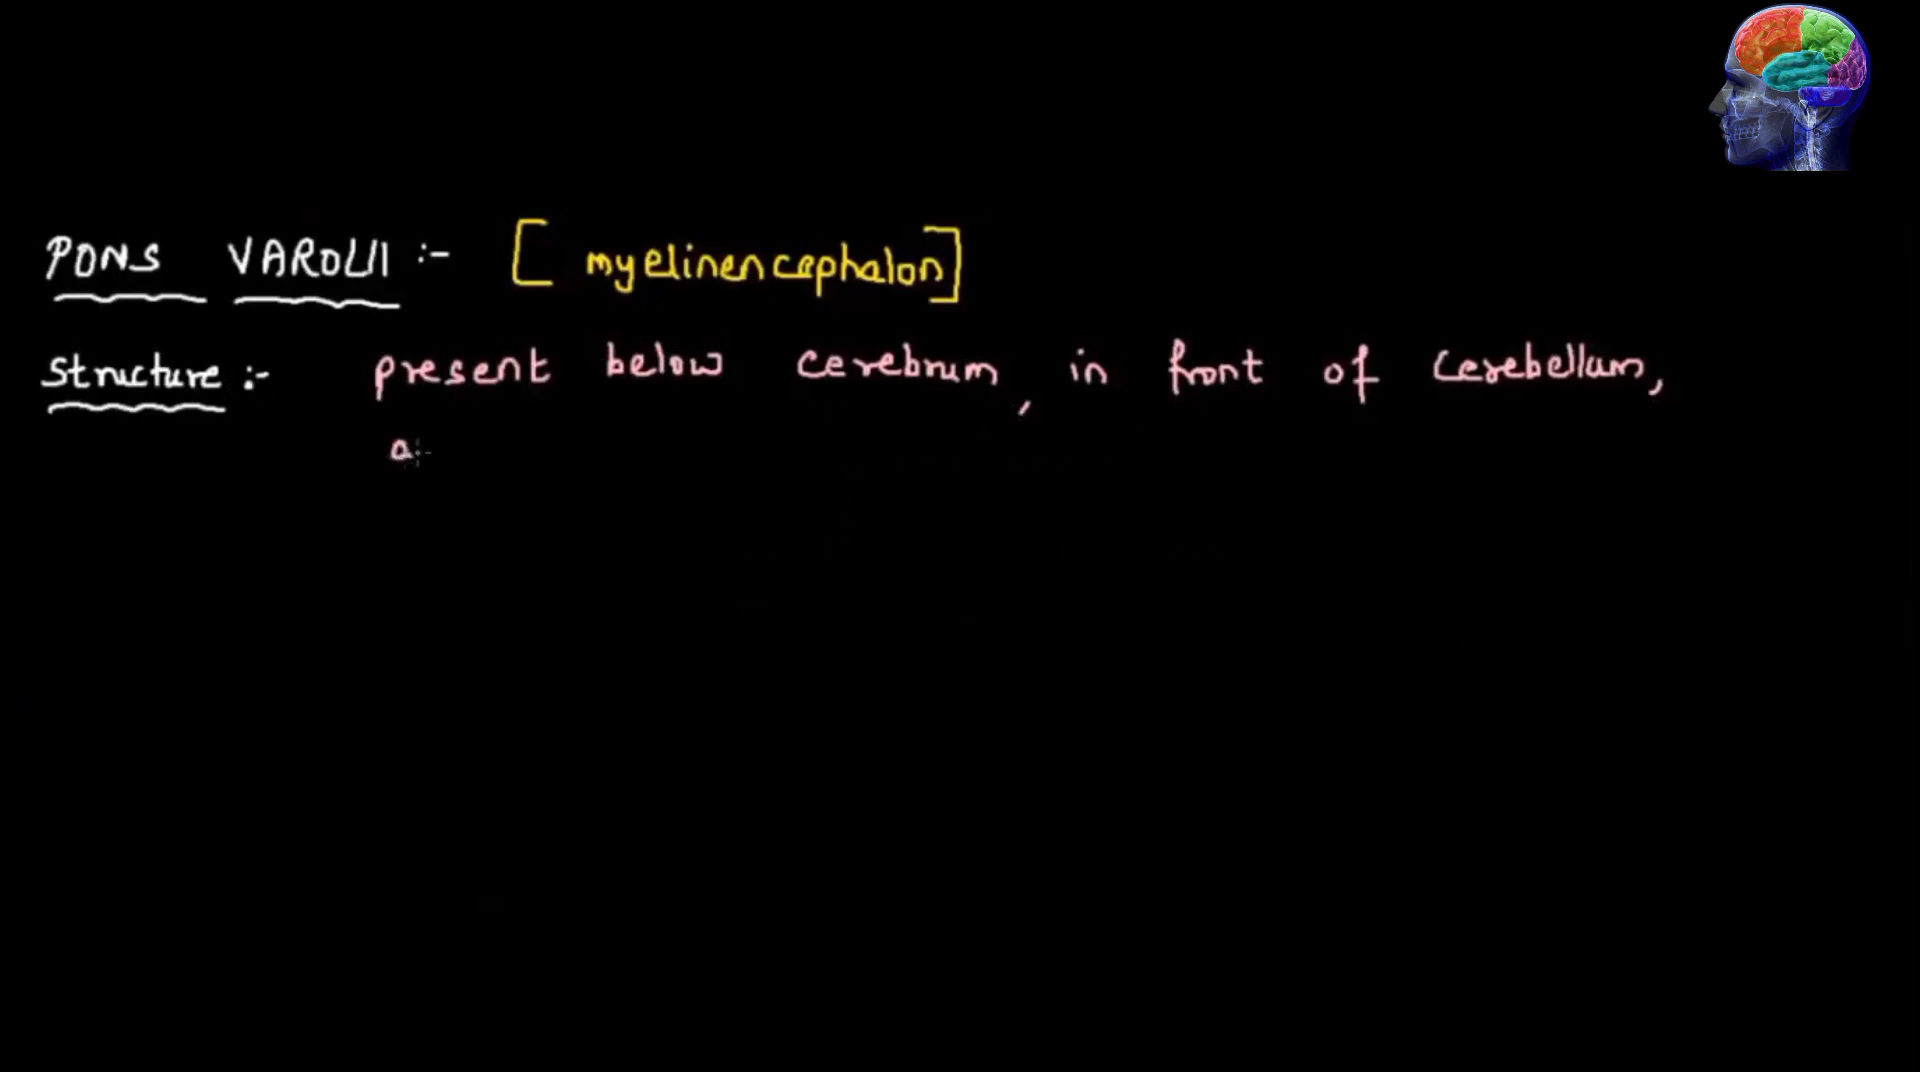 PONS VAROLII :- [ myelinencephalon]
Structure :- present below cerebrum, in front of cerebellum,
a